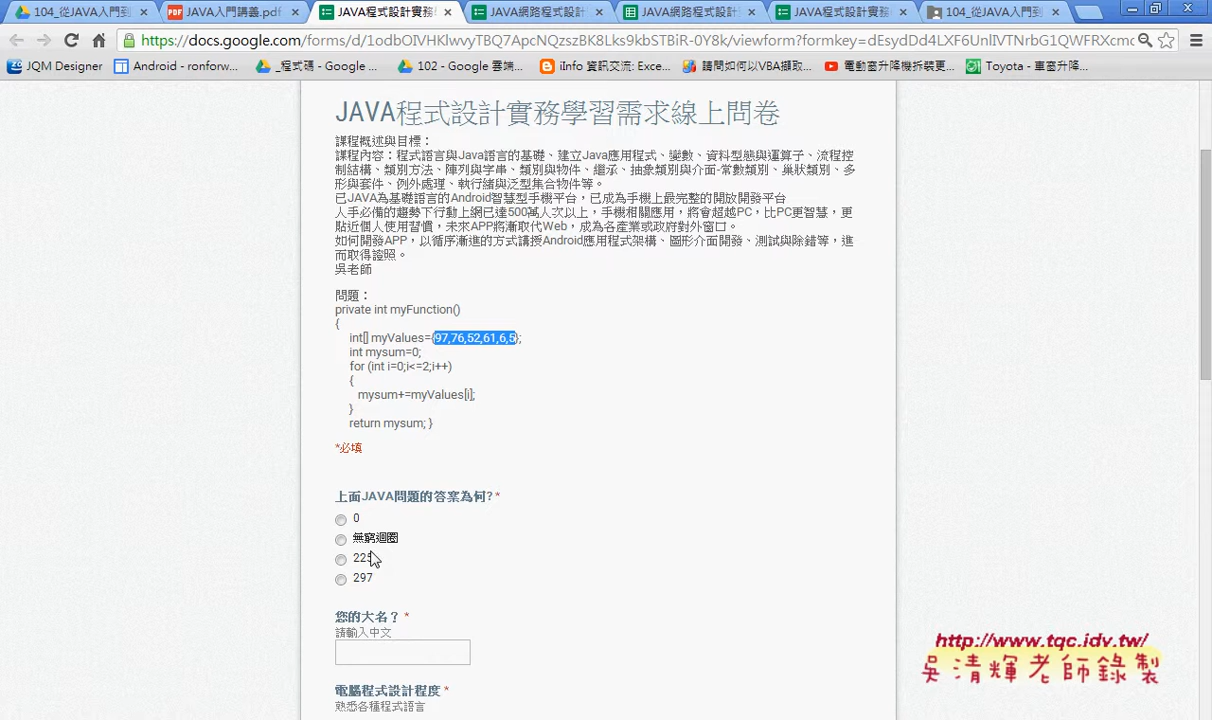 104_從JAVA入門到
JAVA入門講義.pdf
JAVA程式設計實務
JAVA網路程式設計
JAVA網路程式設計
JAVA程式設計實務
104_從JAVA入門到
https://docs.google.com/forms/d/1odbOIVHKlwvyTBQ7ApcNQzszBK8Lks9kbSTBiR-0Y8k/viewform?formkey=dEsydDd4LXF6UnlIVTNrbG1QWFRXcmc
JQM Designer
Android - ronforw...
_程式碼 - Google ...
102 - Google 雲端...
iInfo 資訊交流: Exce...
請問如何以VBA擷取...
電動窗升降機拆裝更...
Toyota - 車窗升降...
JAVA程式設計實務學習需求線上問卷
課程概述與目標：
課程內容：程式語言與Java語言的基礎、建立Java應用程式、變數、資料型態與運算子、流程控
制結構、類別方法、陣列與字串、類別與物件、繼承、抽象類別與介面-常數類別、巢狀類別、多
形與套件、例外處理、執行緒與泛型集合物件等。
已JAVA為基礎語言的Android智慧型手機平台，已成為手機上最完整的開放開發平台
人手必備的趨勢下行動上網已達500萬人次以上，手機相關應用，將會超越PC，比PC更智慧，更
貼近個人使用習慣，未來APP將漸取代Web，成為各產業或政府對外窗口。
如何開發APP，以循序漸進的方式講授Android應用程式架構、圖形介面開發、測試與除錯等，進
而取得證照。
吳老師
問題：
private int myFunction()
{
int[] myValues={97,76,52,61,6,5};
int mysum=0;
for (int i=0;i<=2;i++)
{
mysum+=myValues[i];
}
return mysum; }
*必填
上面JAVA問題的答案為何? *
0
無窮迴圈
225
297
您的大名？ *
請輸入中文
電腦程式設計程度 *
熟悉各種程式語言
http://www.tqc.idv.tw/
吳清輝老師錄製